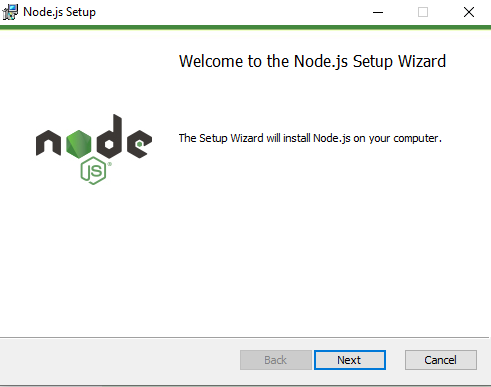 Node.js Setup
Welcome to the Node.js Setup Wizard
The Setup Wizard will install Node.js on your computer.
node
JS®
Back
Next
Cancel